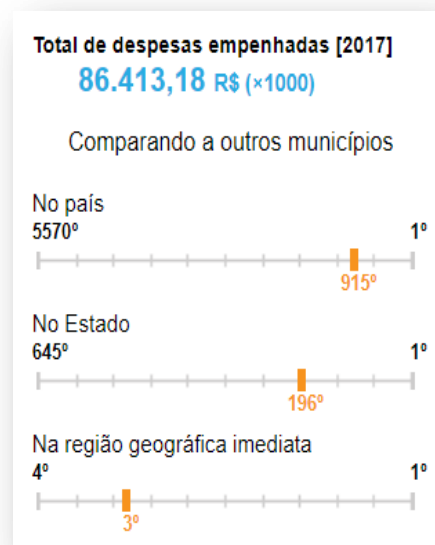 Total de despesas empenhadas [2017]
86.413,18 R$ (×1000)
Comparando a outros municípios
No país
5570º 1º
915º
No Estado
645º 1º
196º
Na região geográfica imediata
4º 1º
3º